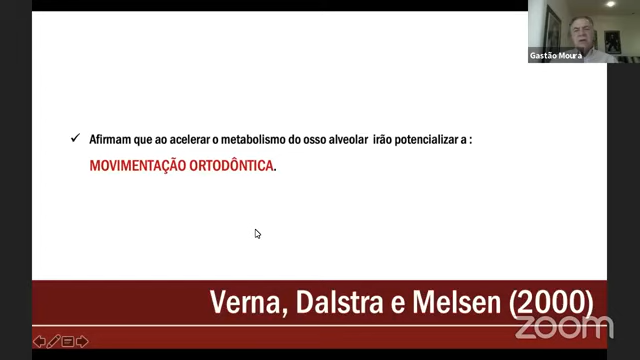 Gastão Moura
✓ Afirmam que ao acelerar o metabolismo do osso alveolar irão potencializar a :
MOVIMENTAÇÃO ORTODÔNTICA.
Verna, Dalstra e Melsen (2000)
zoom